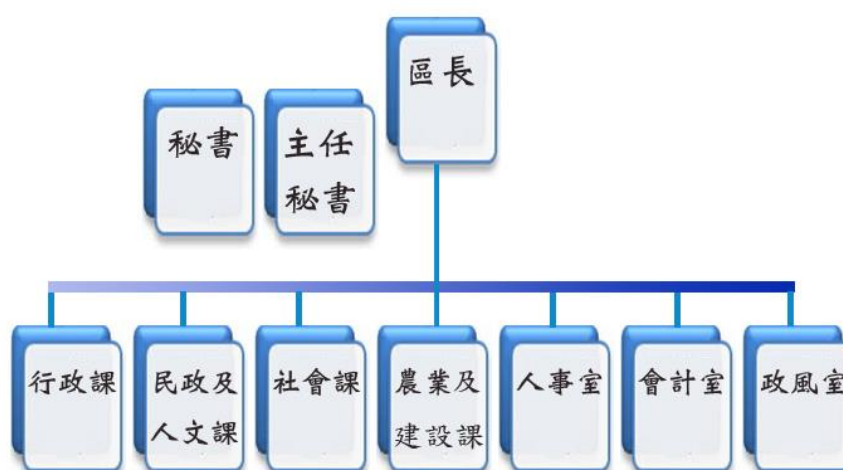 區長
秘書
主任
秘書
行政課
民政及
人文課
社會課
農業及
建設課
人事室
會計室
政風室